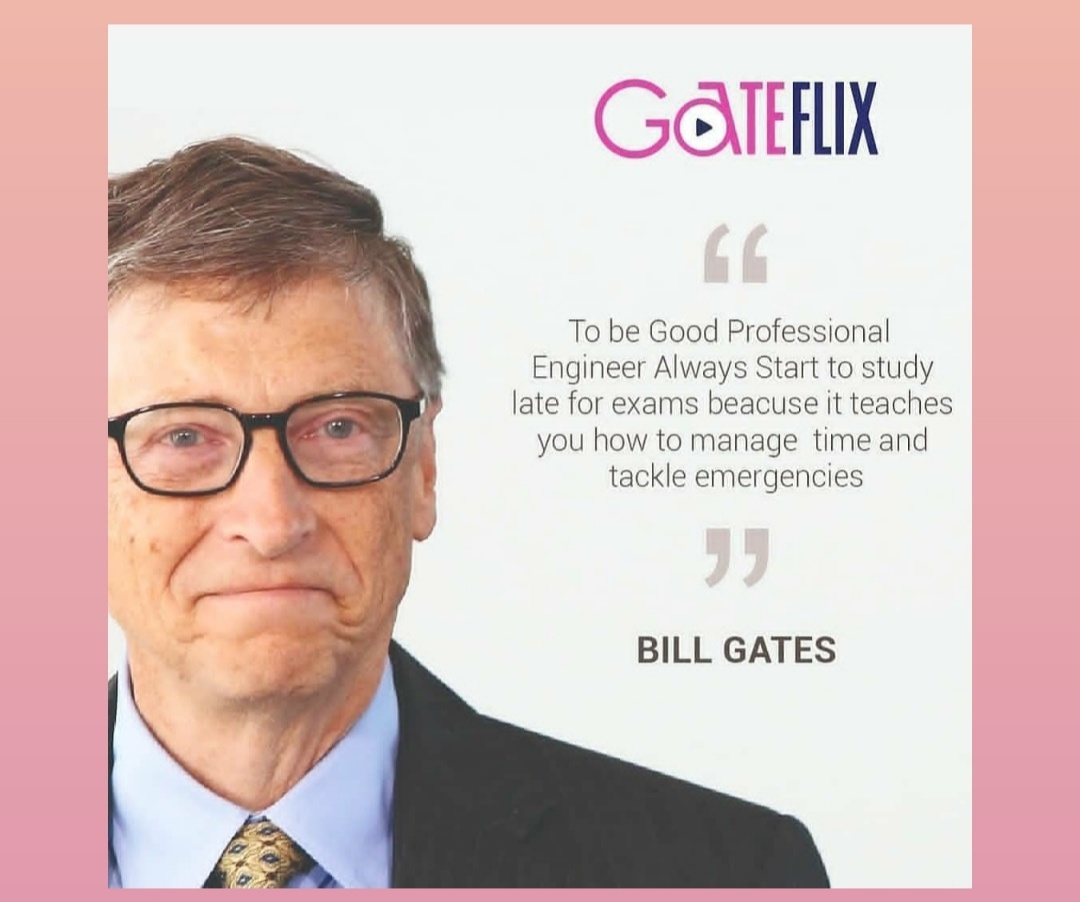 GATEFLIX
“
To be Good Professional
Engineer Always Start to study
late for exams beacuse it teaches
you how to manage time and
tackle emergencies
”
BILL GATES